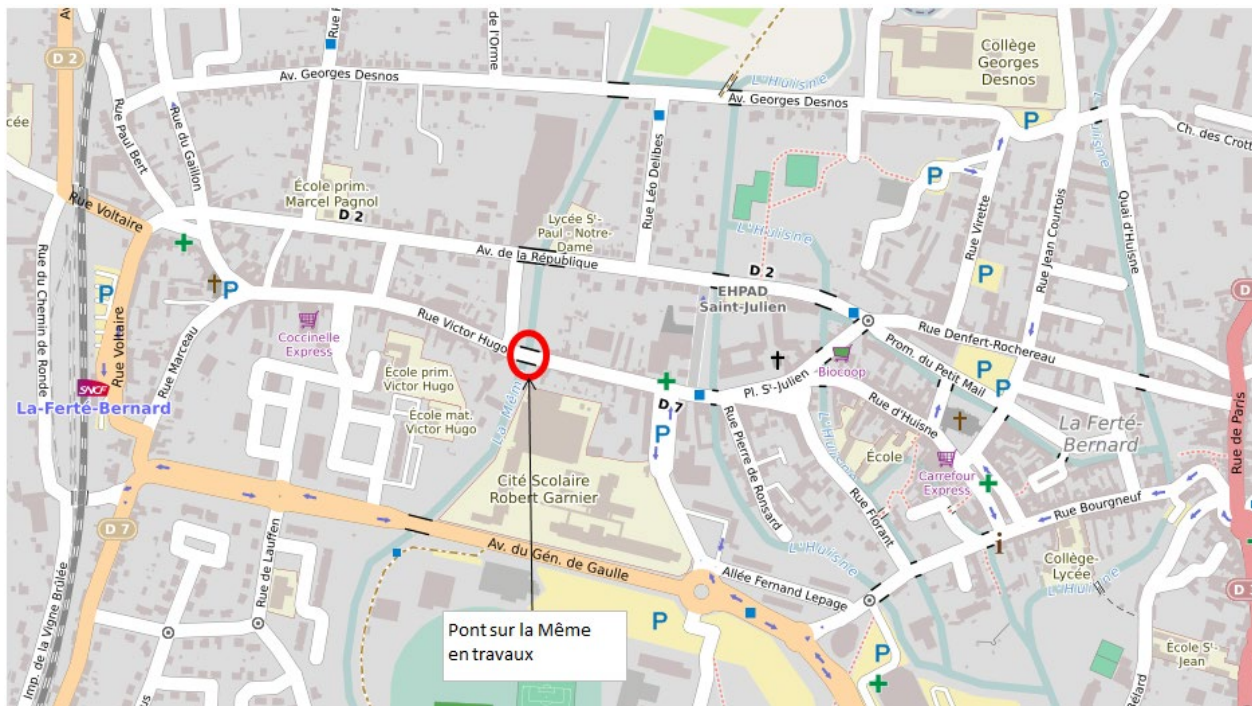 Av
D 2
Rue F
de l'Orme
Collège
Georges
Desnos
L'Huisne
Av. Georges Desnos
Av. Georges Desnos
P
Ch. des Crott
cée
Rue Paul Bert
Rue du Gaillon
L'Huisne
École prim.
Marcel Pagnol
D 2
Rue Léo Delibes
P
Rue Voltaire
Lycée St-
Paul - Notre-
Dame
L'Huisne
Rue Virette
Rue Jean Courtois
Quai d'Huisne
Av. de la République
D 2
P
Rue du Chemin de Ronde
P
P
EHPAD
Saint-Julien
Rue Denfert-Rochereau
Rue Voltaire
Rue Marceau
Coccinelle
Express
Rue Victor Hugo
Prom. du Petit Mail
P
P
Biocoop
École prim.
Victor Hugo
Pl. St-Julien
D 7
SNCF
La-Ferté-Bernard
École mat.
Victor Hugo
La Même
P
Rue d'Huisne
La Ferté-
Bernard
Rue de Paris
Rue Pierre de Ronsard
École
Carrefour
Express
Cité Scolaire
Robert Garnier
L'Huisne
Rue Florant
Rue Bourgneuf
D 7
Av. du Gén. de Gaulle
L'Huisne
i
Collège-
Lycée
Rue de Lauffen
Allée Fernand Lepage
L'Huisne
Imp. de la Vigne Brûlée
Pont sur la Même
en travaux
P
P
École St-
Jean
Bélard